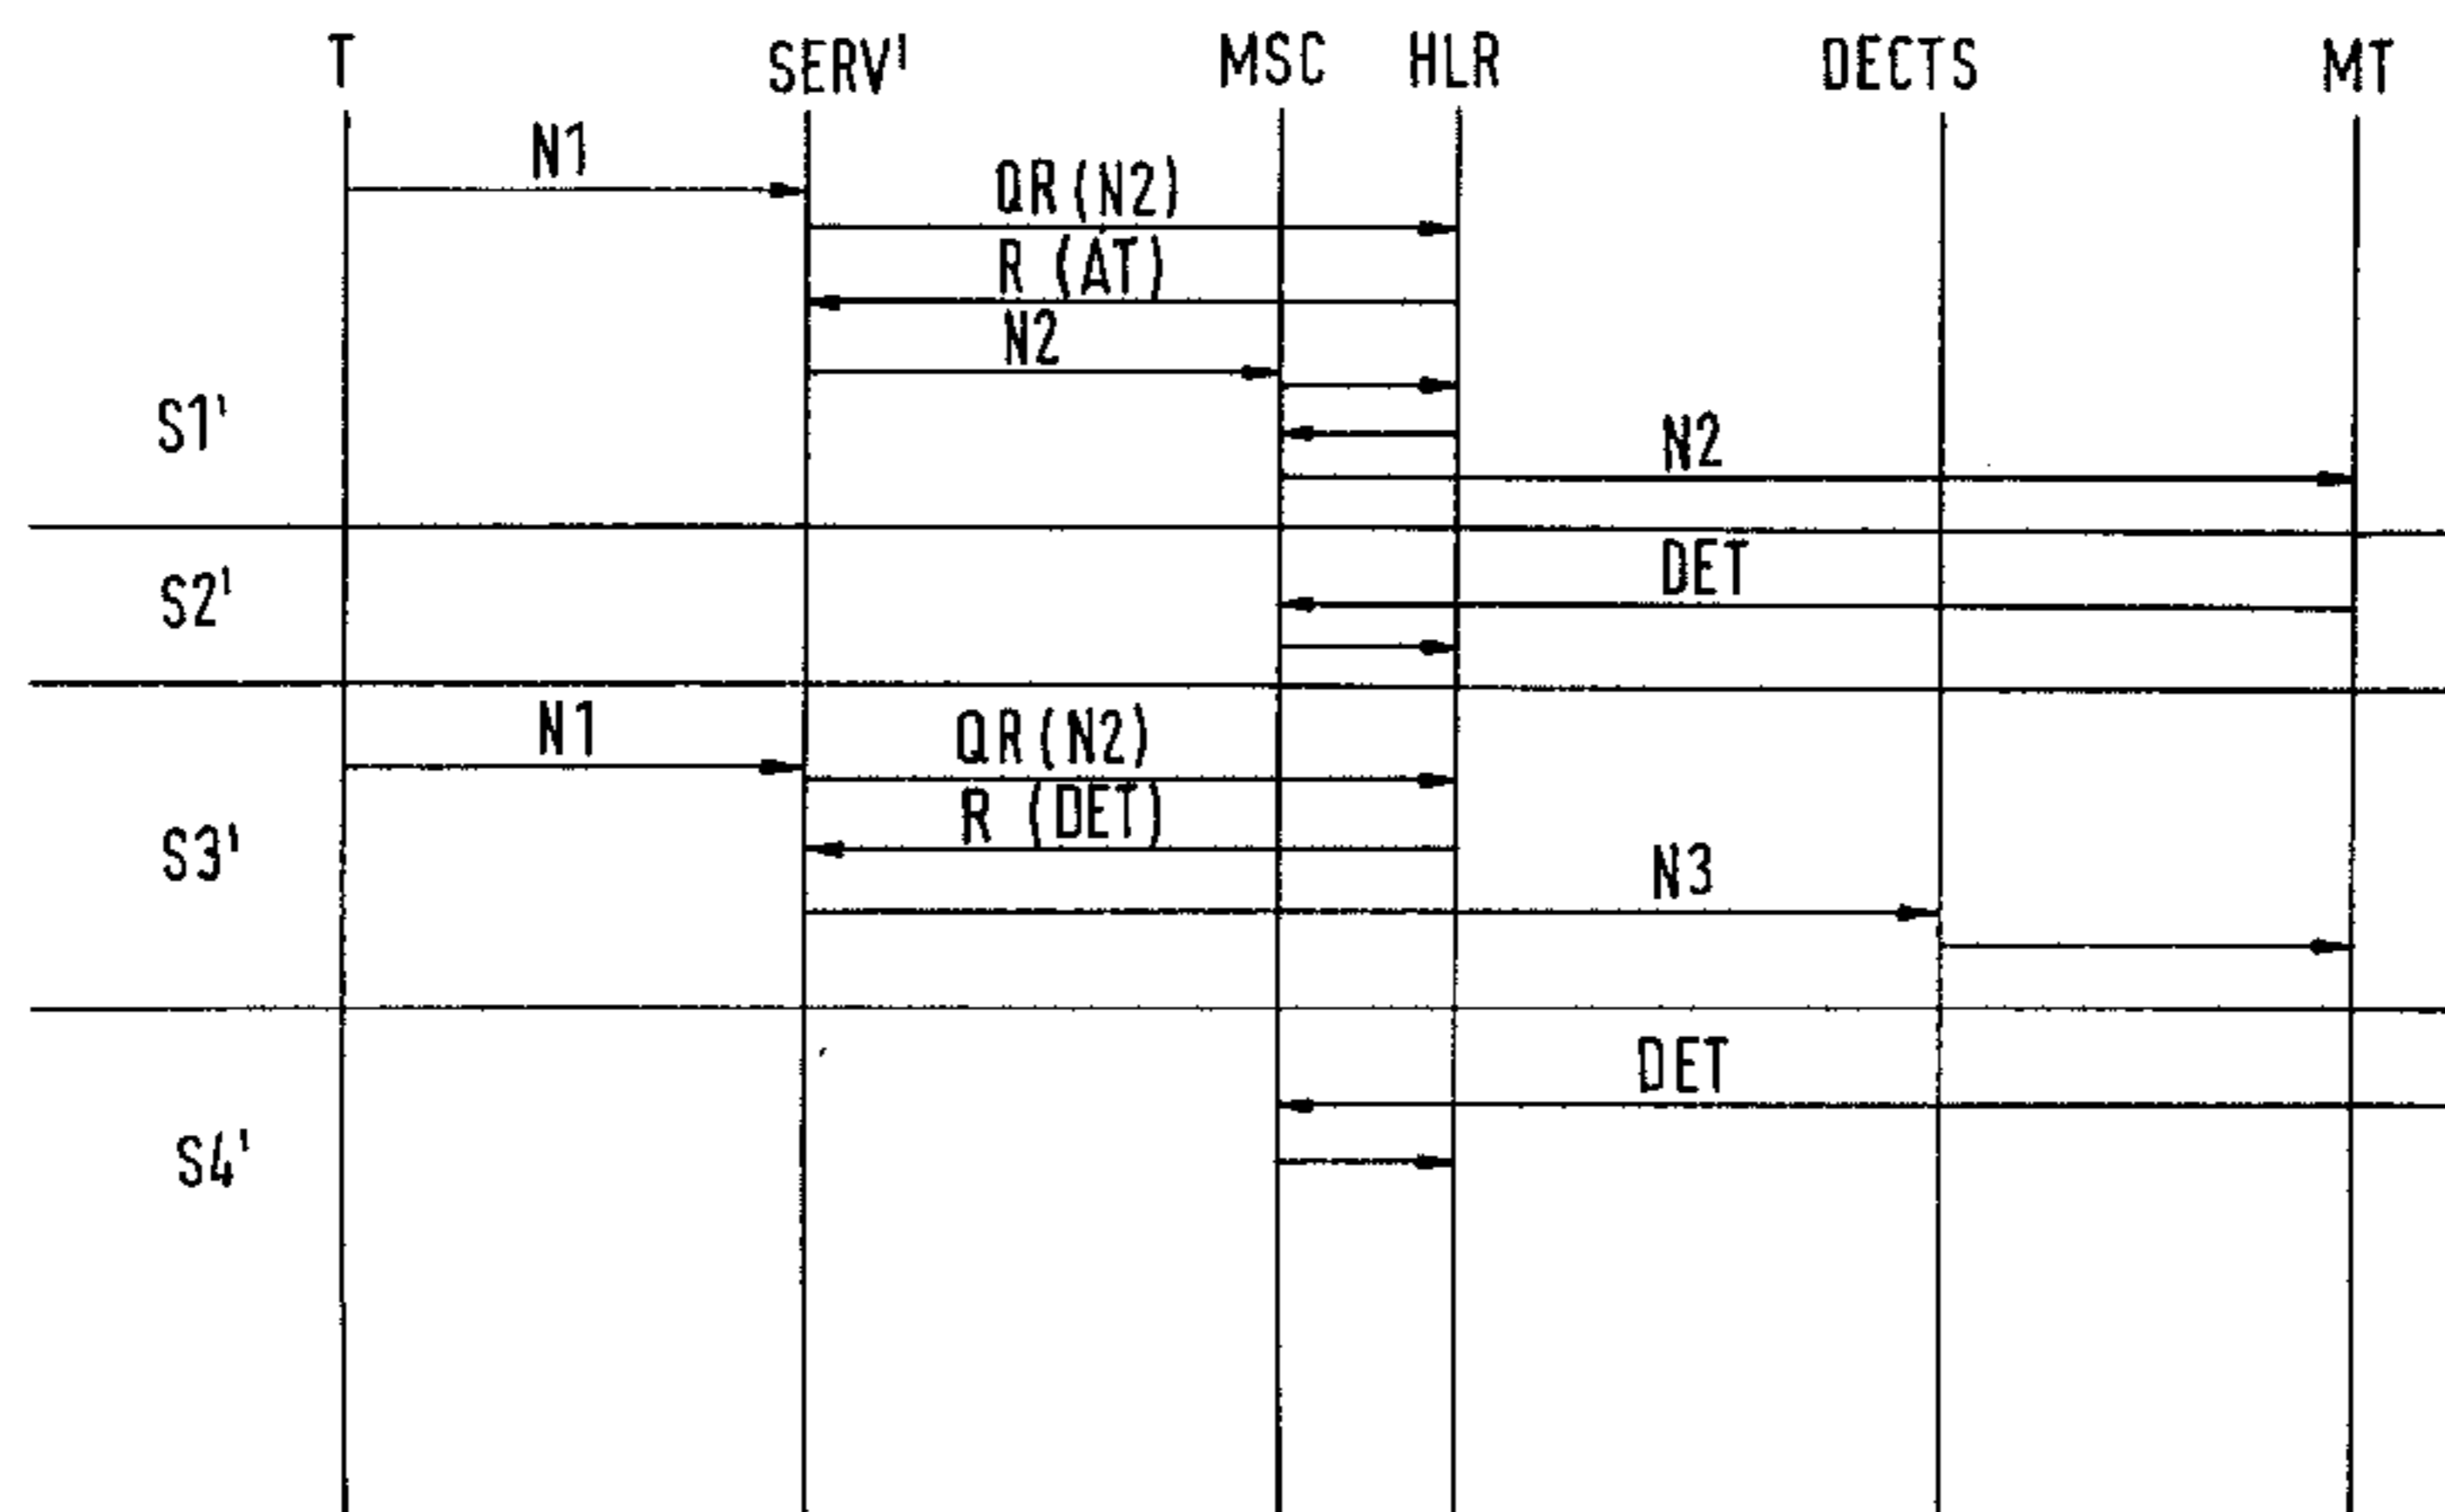 T SERV' MSC HLR DECTS MT
N1
QR (N2)
R (AT)
N2
S1'
N2
DET
S2'
N1
QR (N2)
R (DET)
S3'
N3
DET
S4'